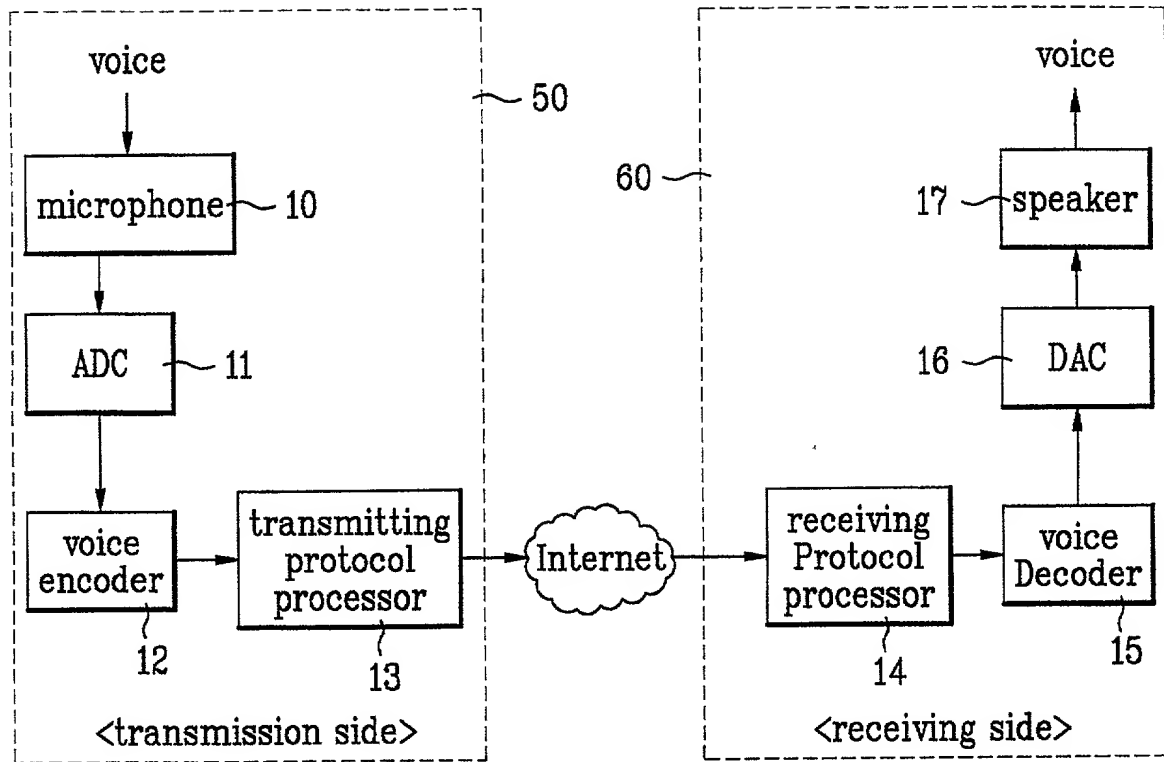 voice
50
microphone
10
ADC
11
voice
encoder
12
transmitting
protocol
processor
13
<transmission side>
Internet
voice
60
17
speaker
16
DAC
receiving
Protocol
processor
14
voice
Decoder
15
<receiving side>